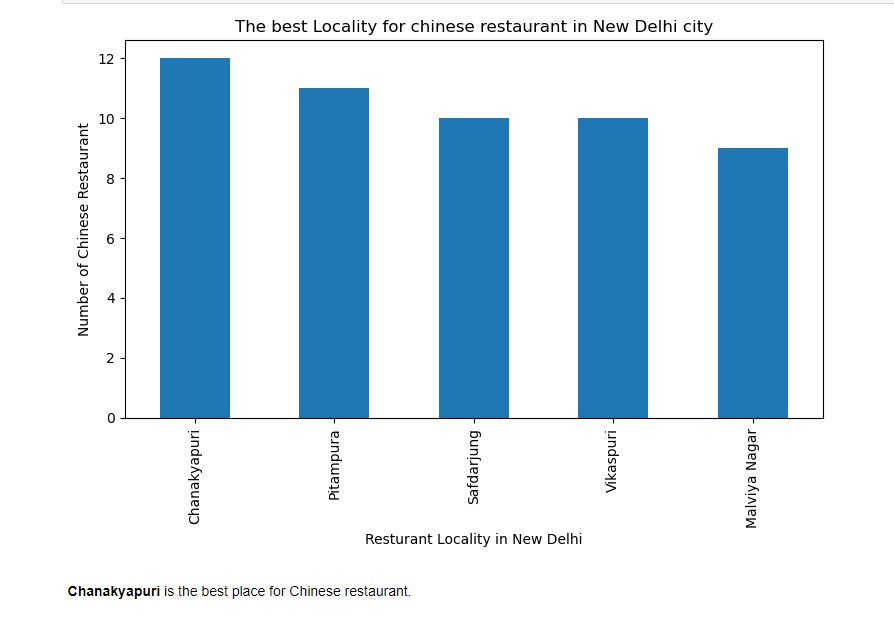 The best Locality for chinese restaurant in New Delhi city
12
10
8
6
4
2
0
Number of Chinese Restaurant
Chanakyapuri
Pitampura
Safdarjung
Vikaspuri
Malviya Nagar
Resturant Locality in New Delhi
Chanakyapuri is the best place for Chinese restaurant.